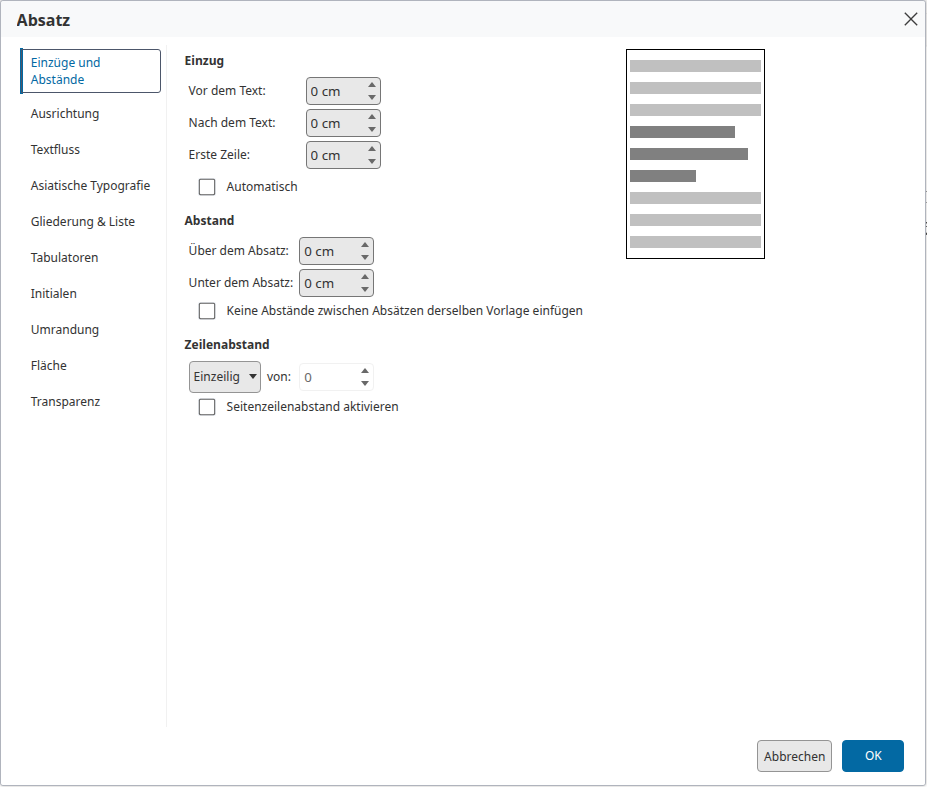 Absatz
Einzüge und
Abstände
Ausrichtung
Textfluss
Asiatische Typografie
Gliederung & Liste
Tabulatoren
Initialen
Umrandung
Fläche
Transparenz
Einzug
Vor dem Text: 0 cm
Nach dem Text: 0 cm
Erste Zeile: 0 cm
Automatisch
Abstand
Über dem Absatz: 0 cm
Unter dem Absatz: 0 cm
Keine Abstände zwischen Absätzen derselben Vorlage einfügen
Zeilenabstand
Einzeilig von: 0
Seitenzeilenabstand aktivieren
Abbrechen OK